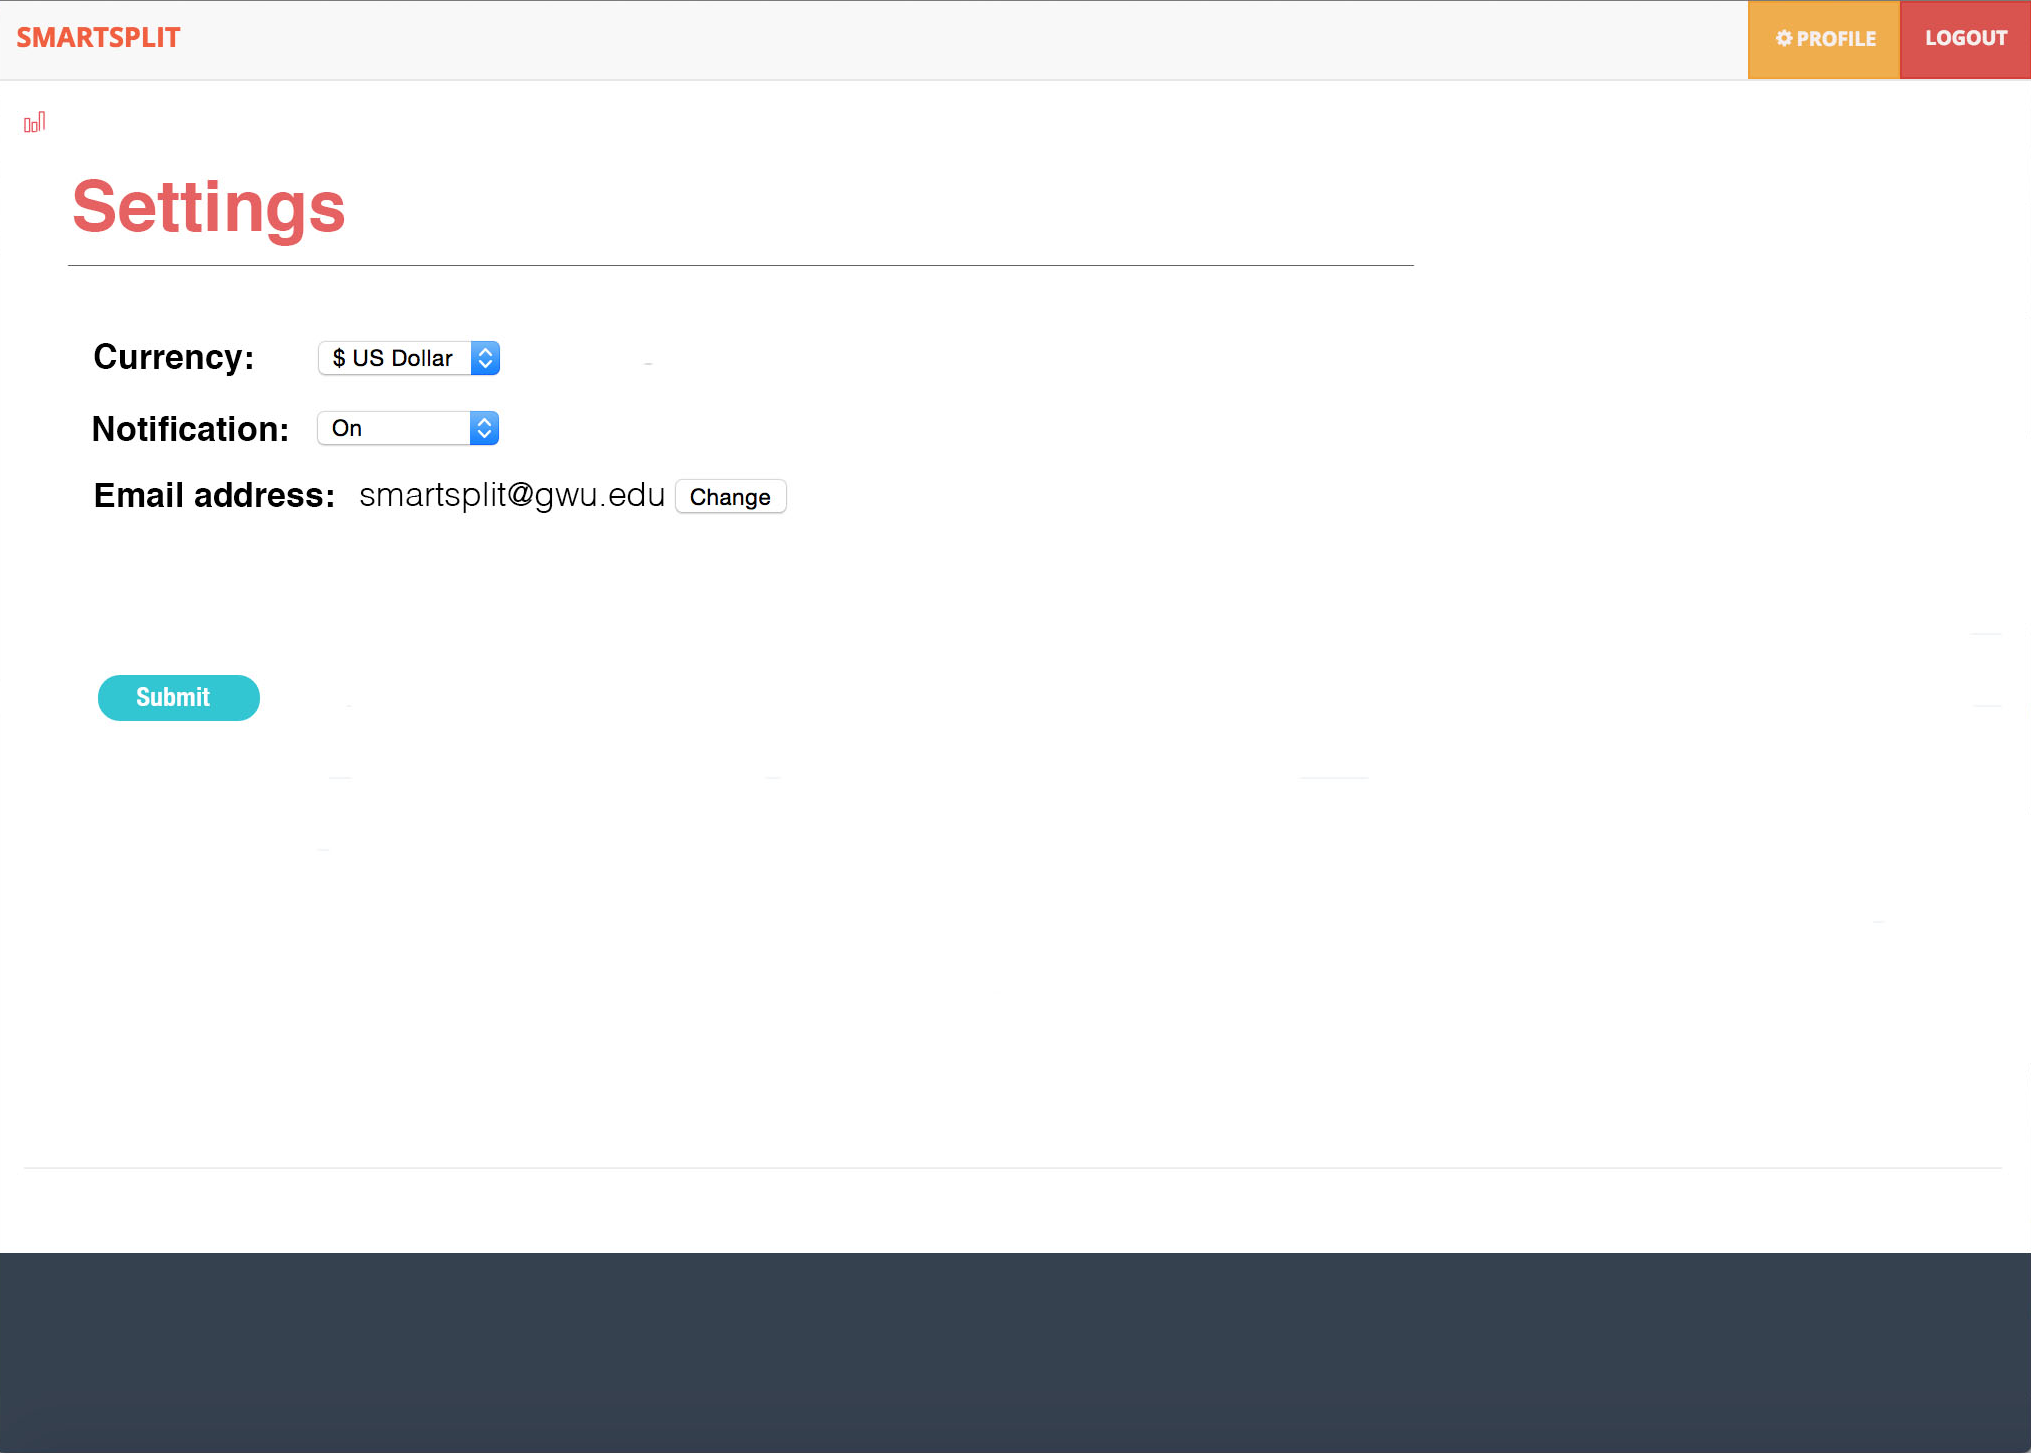 SMARTSPLIT
PROFILE
LOGOUT
Settings
Currency: $ US Dollar
Notification: On
Email address: smartsplit@gwu.edu Change
Submit